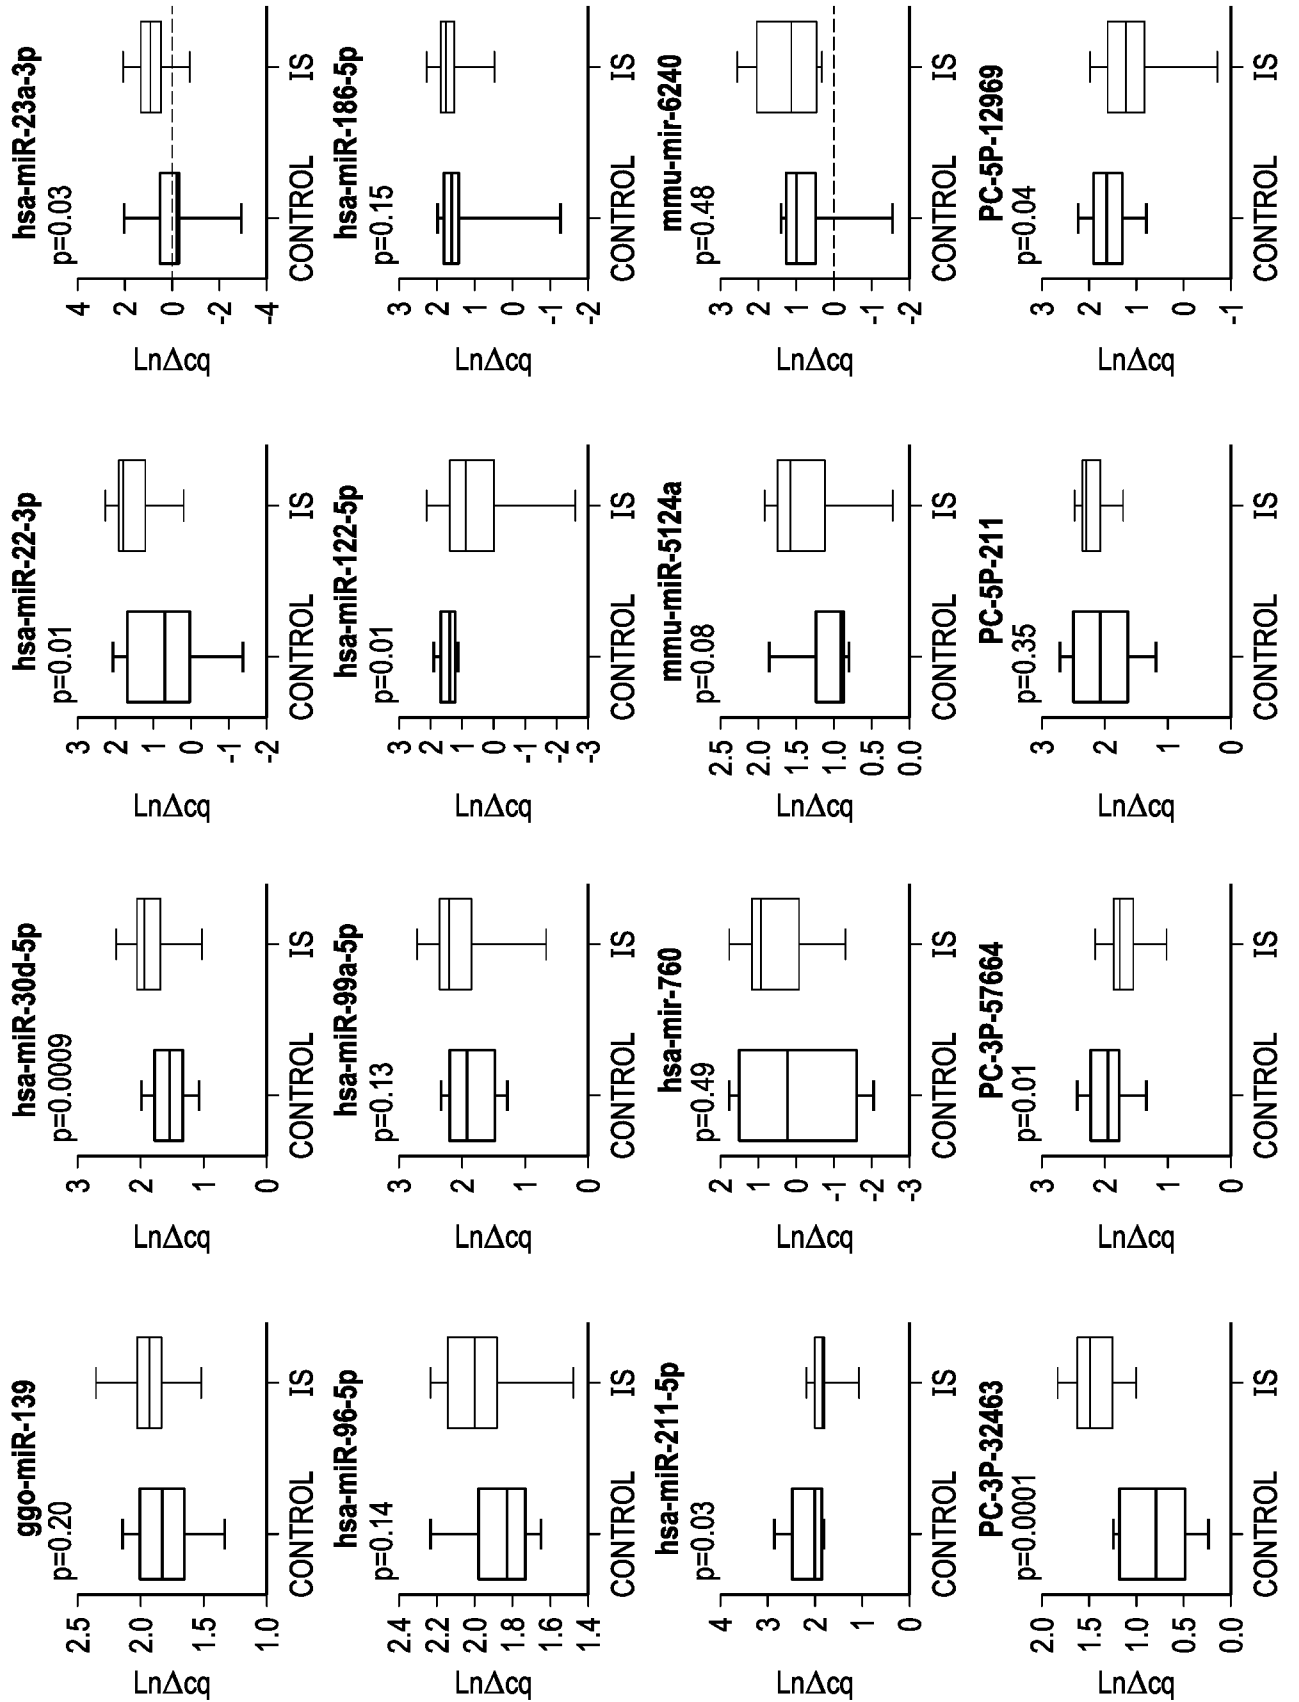 ggo-miR-139
p=0.20
LnΔcq
2.5
2.0
1.5
1.0
CONTROL
IS
hsa-miR-30d-5p
p=0.0009
LnΔcq
3
2
1
0
CONTROL
IS
hsa-miR-22-3p
p=0.01
LnΔcq
3
2
1
0
-1
-2
CONTROL
IS
hsa-miR-23a-3p
p=0.03
LnΔcq
4
2
0
-2
-4
CONTROL
IS
hsa-miR-96-5p
p=0.14
LnΔcq
2.4
2.2
2.0
1.8
1.6
1.4
CONTROL
IS
hsa-miR-99a-5p
p=0.13
LnΔcq
3
2
1
0
CONTROL
IS
hsa-miR-122-5p
p=0.01
LnΔcq
3
2
1
0
-1
-2
-3
CONTROL
IS
hsa-miR-186-5p
p=0.15
LnΔcq
3
2
1
0
-1
-2
CONTROL
IS
hsa-miR-211-5p
p=0.03
LnΔcq
4
3
2
1
0
CONTROL
IS
hsa-mir-760
p=0.49
LnΔcq
2
1
0
-1
-2
-3
CONTROL
IS
mmu-miR-5124a
p=0.08
LnΔcq
2.5
2.0
1.5
1.0
0.5
0.0
CONTROL
IS
mmu-mir-6240
p=0.48
LnΔcq
3
2
1
0
-1
-2
CONTROL
IS
PC-3P-32463
p=0.0001
LnΔcq
2.0
1.5
1.0
0.5
0.0
CONTROL
IS
PC-3P-57664
p=0.01
LnΔcq
3
2
1
0
CONTROL
IS
PC-5P-211
p=0.35
LnΔcq
3
2
1
0
CONTROL
IS
PC-5P-12969
p=0.04
LnΔcq
3
2
1
0
-1
CONTROL
IS